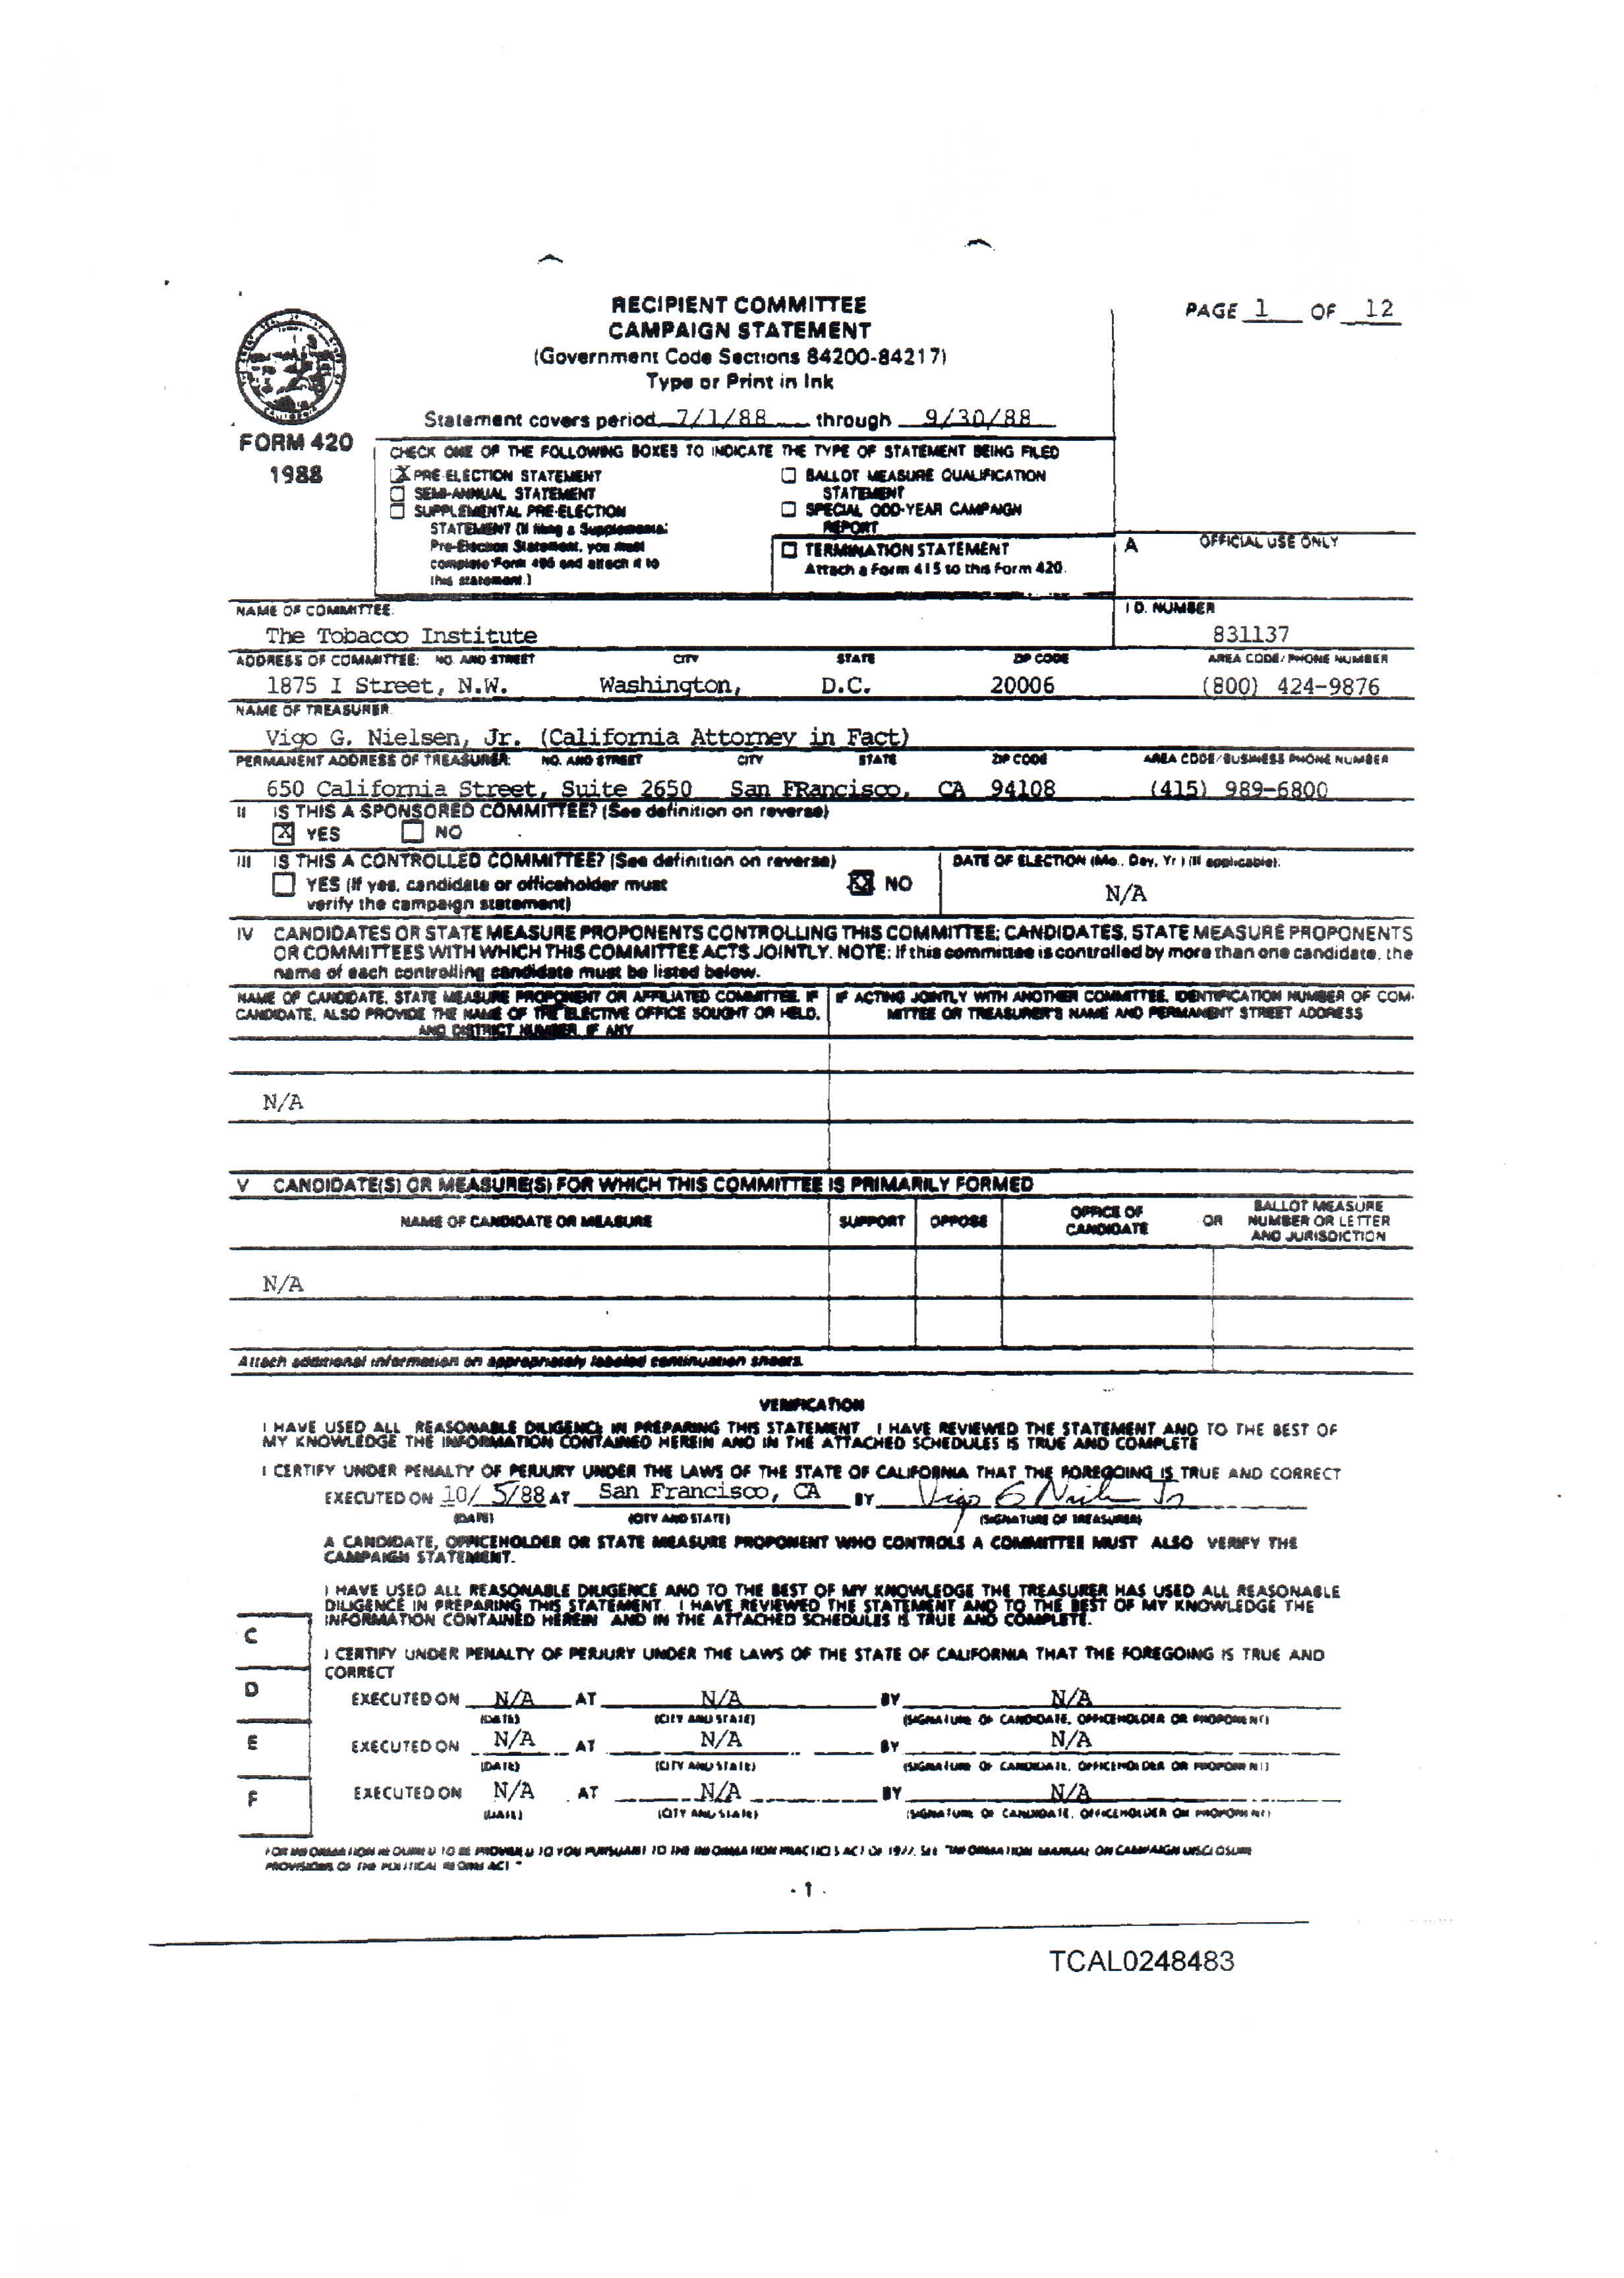 RECIPIENT COMMITTEE
CAMPAIGN STATEMENT
(Government Code Sections 84200-84217)
Type or Print in Ink
PAGE 1 OF 12
Statement covers period 7/1/88 through 9/30/88
FORM 420
1988
CHECK ONE OF THE FOLLOWING BOXES TO INDICATE THE TYPE OF STATEMENT BEING FILED
X PRE-ELECTION STATEMENT
SEMI-ANNUAL STATEMENT
SUPPLEMENTAL PRE-ELECTION
STATEMENT (If filing a Supplemental
Pre-Election Statement, you must
complete Form 495 and attach it to
this statement.)
BALLOT MEASURE QUALIFICATION
STATEMENT
SPECIAL ODD-YEAR CAMPAIGN
REPORT
TERMINATION STATEMENT
Attach a Form 415 to this Form 420.
A OFFICIAL USE ONLY
NAME OF COMMITTEE: I D. NUMBER
The Tobacco Institute 831137
ADDRESS OF COMMITTEE: NO. AND STREET CITY STATE ZIP CODE AREA CODE/PHONE NUMBER
1875 I Street, N.W. Washington, D.C. 20006 (800) 424-9876
NAME OF TREASURER
Vigo G. Nielsen, Jr. (California Attorney in Fact)
PERMANENT ADDRESS OF TREASURER: NO. AND STREET CITY STATE ZIP CODE AREA CODE/BUSINESS PHONE NUMBER
650 California Street, Suite 2650 San FRancisco, CA 94108 (415) 989-6800
II IS THIS A SPONSORED COMMITTEE? (See definition on reverse)
X YES NO
III IS THIS A CONTROLLED COMMITTEE? (See definition on reverse)
YES (If yes, candidate or officeholder must
verify the campaign statement)
XX NO
DATE OF ELECTION (Mo., Day, Yr.) (If applicable):
N/A
IV CANDIDATES OR STATE MEASURE PROPONENTS CONTROLLING THIS COMMITTEE; CANDIDATES, STATE MEASURE PROPONENTS
OR COMMITTEES WITH WHICH THIS COMMITTEE ACTS JOINTLY. NOTE: If this committee is controlled by more than one candidate, the
name of each controlling candidate must be listed below.
NAME OF CANDIDATE, STATE MEASURE PROPONENT OR AFFILIATED COMMITTEE. IF
CANDIDATE, ALSO PROVIDE THE NAME OF THE ELECTIVE OFFICE SOUGHT OR HELD,
AND DISTRICT NUMBER, IF ANY
IF ACTING JOINTLY WITH ANOTHER COMMITTEE, IDENTIFICATION NUMBER OF COM-
MITTEE OR TREASURER'S NAME AND PERMANENT STREET ADDRESS
N/A
V CANDIDATE(S) OR MEASURE(S) FOR WHICH THIS COMMITTEE IS PRIMARILY FORMED
NAME OF CANDIDATE OR MEASURE SUPPORT OPPOSE
OFFICE OF
CANDIDATE
OR
BALLOT MEASURE
NUMBER OR LETTER
AND JURISDICTION
N/A
Attach additional information on appropriately labeled continuation sheets.
VERIFICATION
I HAVE USED ALL REASONABLE DILIGENCE IN PREPARING THIS STATEMENT I HAVE REVIEWED THE STATEMENT AND TO THE BEST OF
MY KNOWLEDGE THE INFORMATION CONTAINED HEREIN AND IN THE ATTACHED SCHEDULES IS TRUE AND COMPLETE
I CERTIFY UNDER PENALTY OF PERJURY UNDER THE LAWS OF THE STATE OF CALIFORNIA THAT THE FOREGOING IS TRUE AND CORRECT
EXECUTED ON 10/ 5/88 AT San Francisco, CA BY Vigo G Nielsen Jr
(DATE) (CITY AND STATE) (SIGNATURE OF TREASURER)
A CANDIDATE, OFFICEHOLDER OR STATE MEASURE PROPONENT WHO CONTROLS A COMMITTEE MUST ALSO VERIFY THE
CAMPAIGN STATEMENT.
I HAVE USED ALL REASONABLE DILIGENCE AND TO THE BEST OF MY KNOWLEDGE THE TREASURER HAS USED ALL REASONABLE
DILIGENCE IN PREPARING THIS STATEMENT. I HAVE REVIEWED THE STATEMENT AND TO THE BEST OF MY KNOWLEDGE THE
INFORMATION CONTAINED HEREIN AND IN THE ATTACHED SCHEDULES IS TRUE AND COMPLETE.
C
I CERTIFY UNDER PENALTY OF PERJURY UNDER THE LAWS OF THE STATE OF CALIFORNIA THAT THE FOREGOING IS TRUE AND
CORRECT
D
EXECUTED ON N/A AT N/A BY N/A
(DATE) (CITY AND STATE) (SIGNATURE OF CANDIDATE, OFFICEHOLDER OR PROPONENT)
E
EXECUTED ON N/A AT N/A BY N/A
(DATE) (CITY AND STATE) (SIGNATURE OF CANDIDATE, OFFICEHOLDER OR PROPONENT)
F
EXECUTED ON N/A AT N/A BY N/A
(DATE) (CITY AND STATE) (SIGNATURE OF CANDIDATE, OFFICEHOLDER OR PROPONENT)
FOR INFORMATION REQUIRED TO BE PROVIDED TO YOU PURSUANT TO THE INFORMATION PRACTICES ACT OF 1977, SEE "INFORMATION MANUAL ON CAMPAIGN DISCLOSURE
PROVISIONS OF THE POLITICAL REFORM ACT "
- 1 -
TCAL0248483